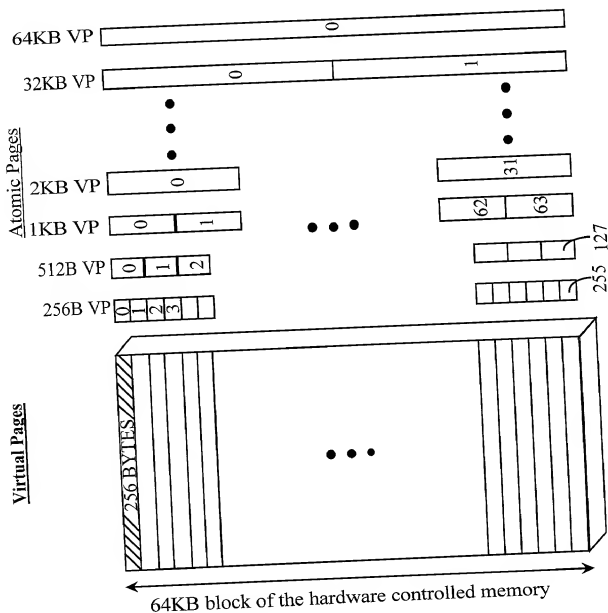 64KB VP
0
32KB VP
0 1
Atomic Pages
2KB VP
0
31
1KB VP
0 1
62 63
512B VP
0 1 2
127
256B VP
0 1 2 3
255
Virtual Pages
256 BYTES
64KB block of the hardware controlled memory